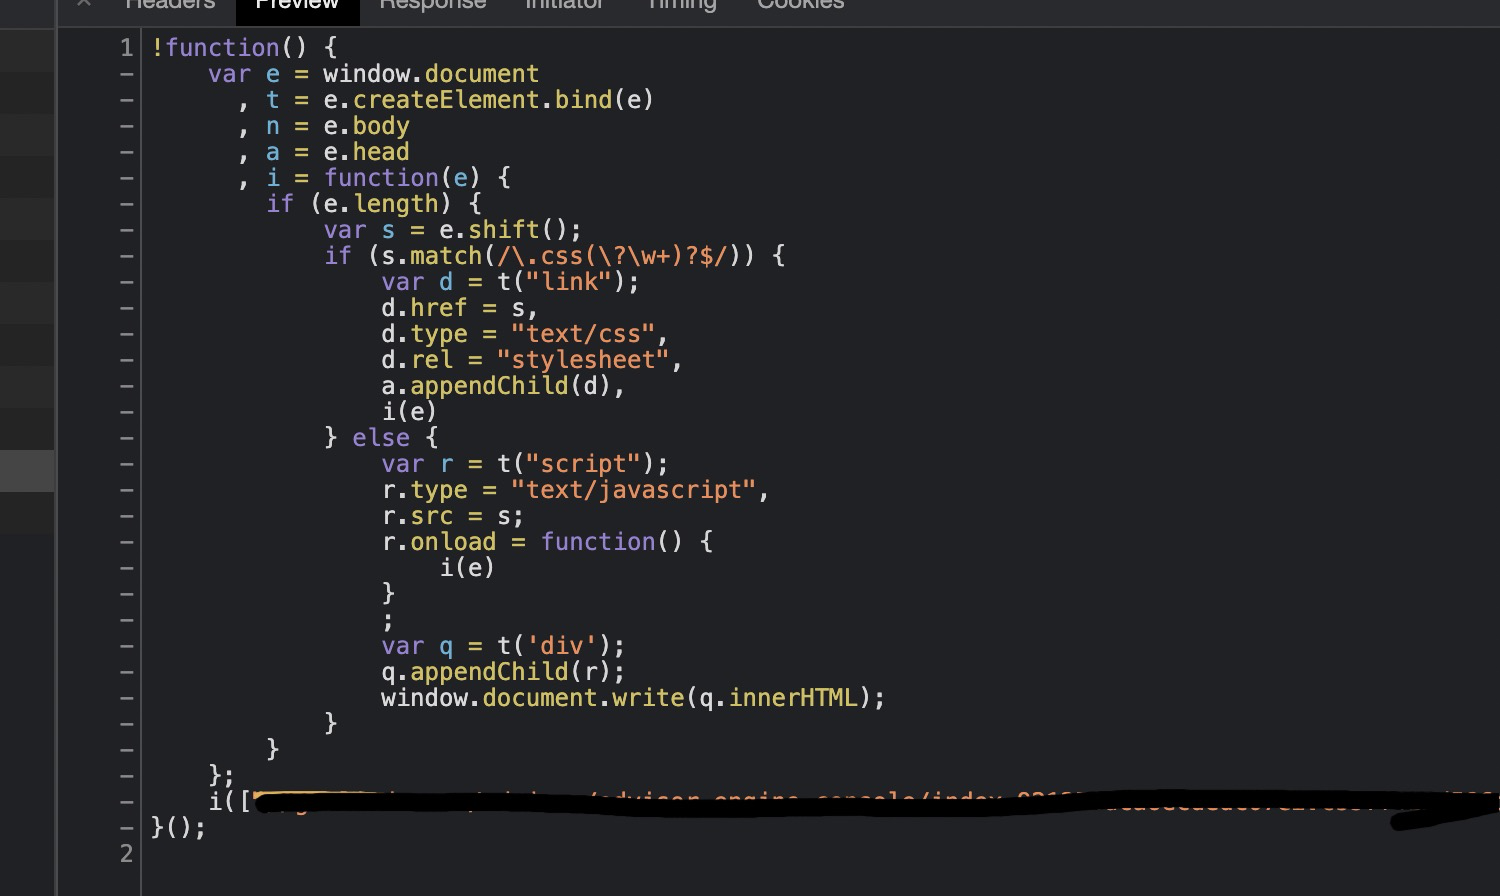 Headers Preview Response Initiator Timing Cookies
1 !function() {
– var e = window.document
– , t = e.createElement.bind(e)
– , n = e.body
– , a = e.head
– , i = function(e) {
– if (e.length) {
– var s = e.shift();
– if (s.match(/\.css(\?\w+)?$/)) {
– var d = t("link");
– d.href = s,
– d.type = "text/css",
– d.rel = "stylesheet",
– a.appendChild(d),
– i(e)
– } else {
– var r = t("script");
– r.type = "text/javascript",
– r.src = s;
– r.onload = function() {
– i(e)
– }
– ;
– var q = t('div');
– q.appendChild(r);
– window.document.write(q.innerHTML);
– }
– }
– };
– i([
– }();
2